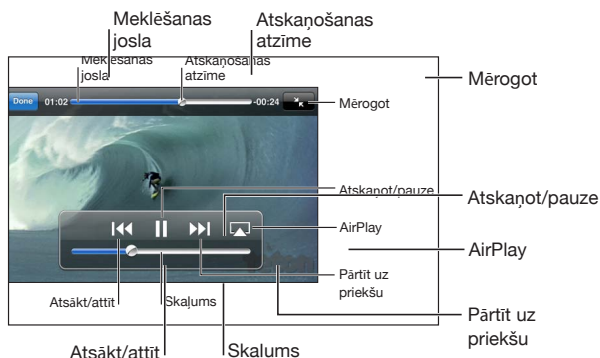 Meklēšanas
josla
Atskaņošanas
atzīme
Meklēšanas
josla
Atskaņošanas
atzīme
Mērogot
Done 01:02 -00:24
Mērogot
Atskaņot/pauze
Atskaņot/pauze
AirPlay
AirPlay
Pārtīt uz
priekšu
Atsākt/attīt
Skaļums
Pārtīt uz
priekšu
Atsākt/attīt
Skaļums